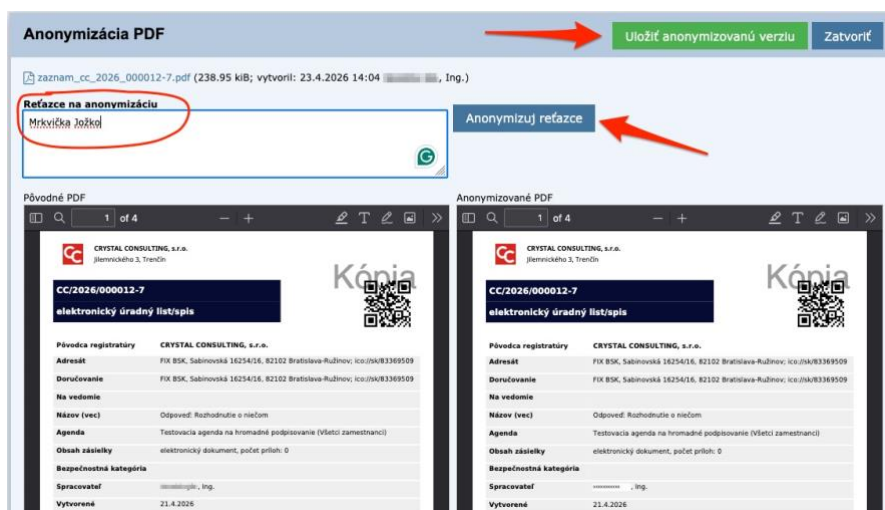 Anonymizácia PDF
Uložiť anonymizovanú verziu
Zatvoriť
zaznam_cc_2026_000012-7.pdf (238.95 kiB; vytvoril: 23.4.2026 14:04 , Ing.)
Reťazce na anonymizáciu
Mrkvička Jožko
Anonymizuj reťazce
Pôvodné PDF
1 of 4
CRYSTAL CONSULTING, s.r.o.
Jilemnického 3, Trenčín
Kópia
CC/2026/000012-7
elektronický úradný list/spis
Pôvodca registratúry CRYSTAL CONSULTING, s.r.o.
Adresát FIX BSK, Sabinovská 16254/16, 82102 Bratislava-Ružinov; ico://sk/83369509
Doručovanie FIX BSK, Sabinovská 16254/16, 82102 Bratislava-Ružinov; ico://sk/83369509
Na vedomie
Názov (vec) Odpoveď: Rozhodnutie o niečom
Agenda Testovacia agenda na hromadné podpisovanie (Všetci zamestnanci)
Obsah zásielky elektronický dokument, počet príloh: 0
Bezpečnostná kategória
Spracovateľ , Ing.
Vytvorené 21.4.2026
Anonymizované PDF
1 of 4
CRYSTAL CONSULTING, s.r.o.
Jilemnického 3, Trenčín
Kópia
CC/2026/000012-7
elektronický úradný list/spis
Pôvodca registratúry CRYSTAL CONSULTING, s.r.o.
Adresát FIX BSK, Sabinovská 16254/16, 82102 Bratislava-Ružinov; ico://sk/83369509
Doručovanie FIX BSK, Sabinovská 16254/16, 82102 Bratislava-Ružinov; ico://sk/83369509
Na vedomie
Názov (vec) Odpoveď: Rozhodnutie o niečom
Agenda Testovacia agenda na hromadné podpisovanie (Všetci zamestnanci)
Obsah zásielky elektronický dokument, počet príloh: 0
Bezpečnostná kategória
Spracovateľ , Ing.
Vytvorené 21.4.2026